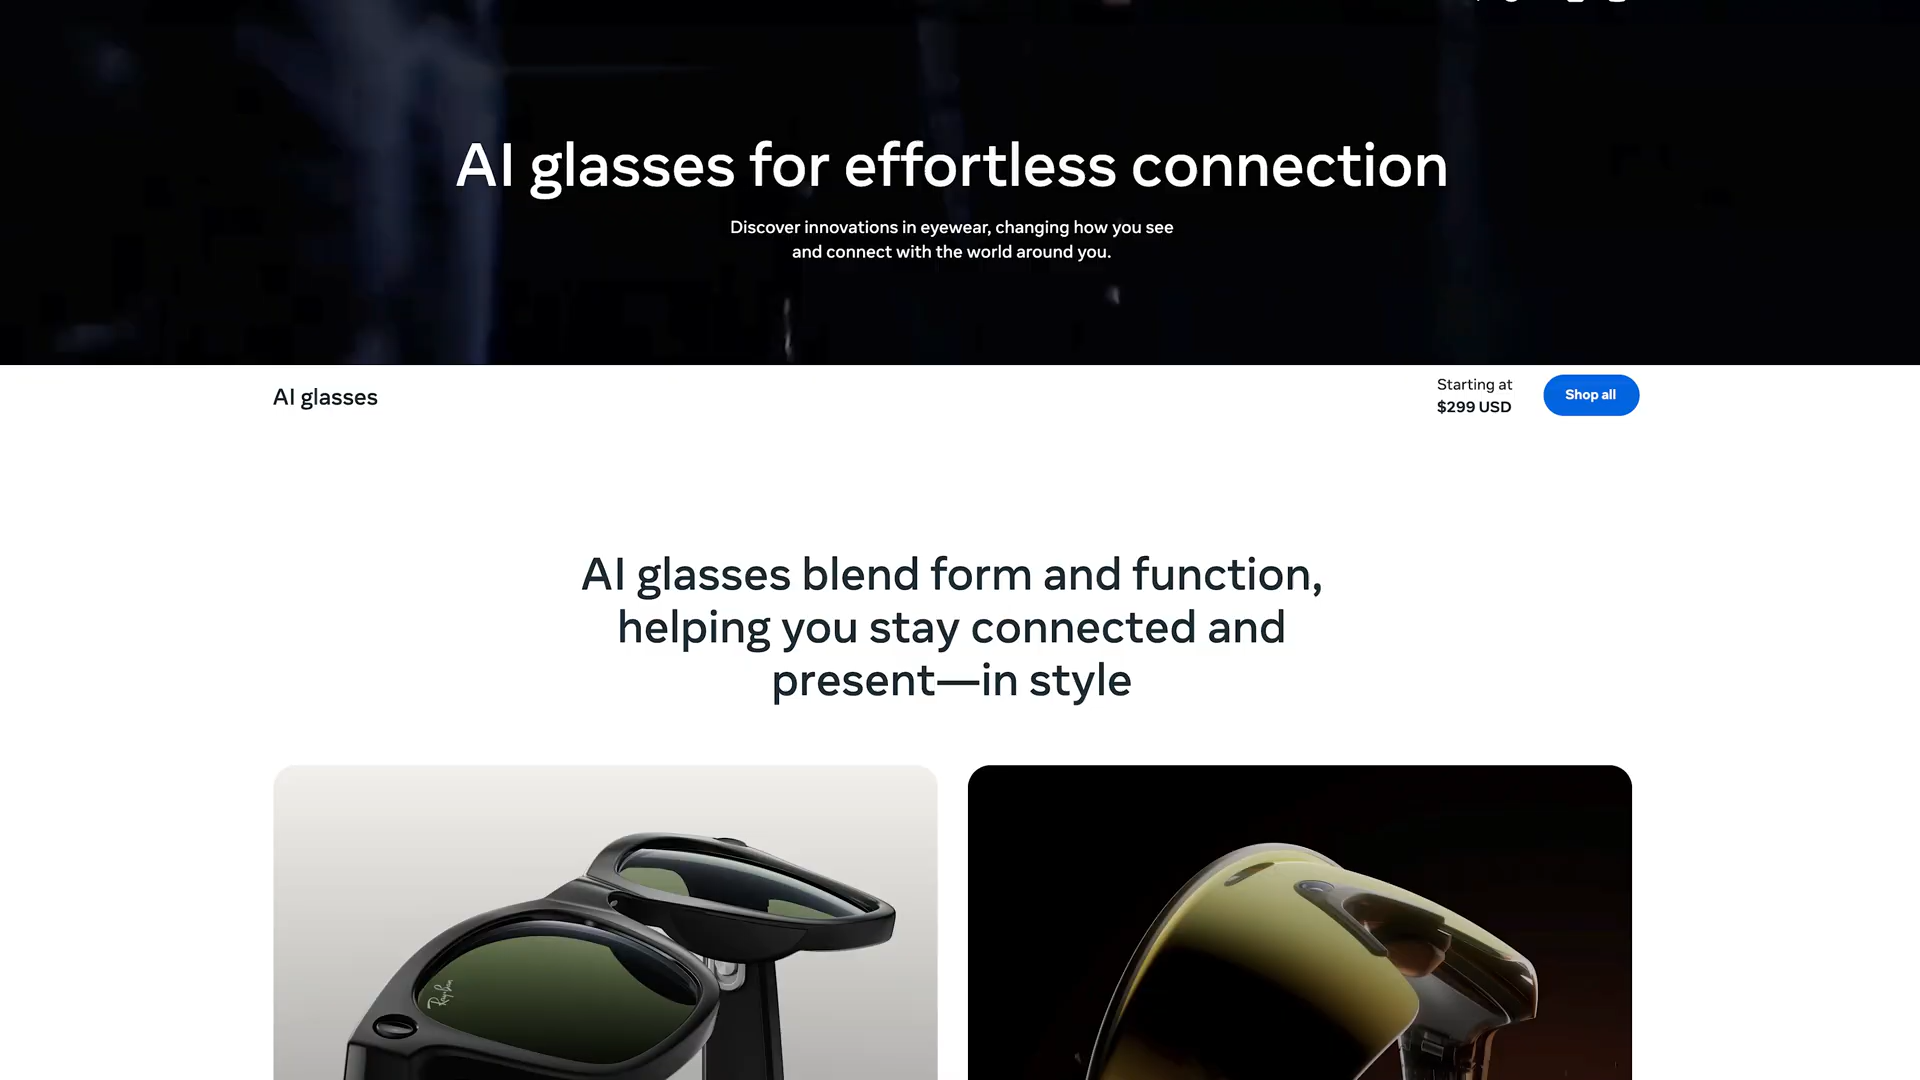 AI glasses for effortless connection
Discover innovations in eyewear, changing how you see
and connect with the world around you.
AI glasses
Starting at
$299 USD
Shop all
AI glasses blend form and function,
helping you stay connected and
present—in style
Ray-Ban